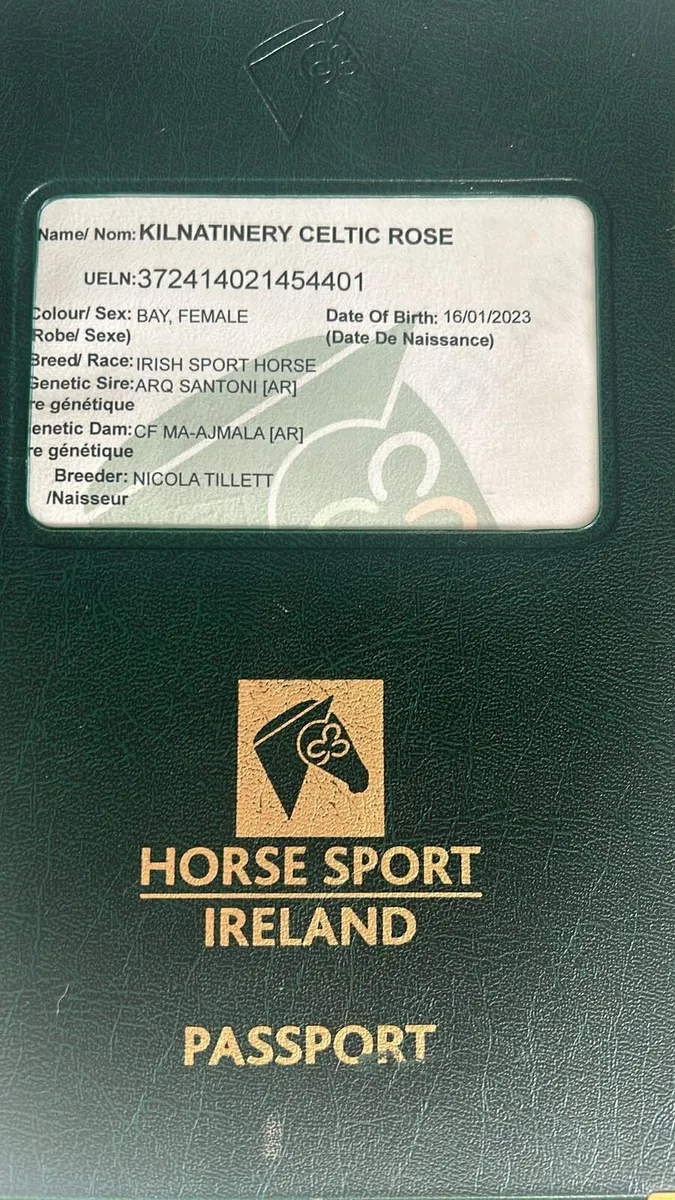 Name/ Nom: KILNATINERY CELTIC ROSE
UELN: 372414021454401
Colour/ Sex: BAY, FEMALE Date Of Birth: 16/01/2023
Robe/ Sexe) (Date De Naissance)
Breed/ Race: IRISH SPORT HORSE
Genetic Sire: ARQ SANTONI [AR]
re génétique
enetic Dam: CF MA-AJMALA [AR]
re génétique
Breeder: NICOLA TILLETT
/Naisseur
HORSE SPORT
IRELAND
PASSPORT